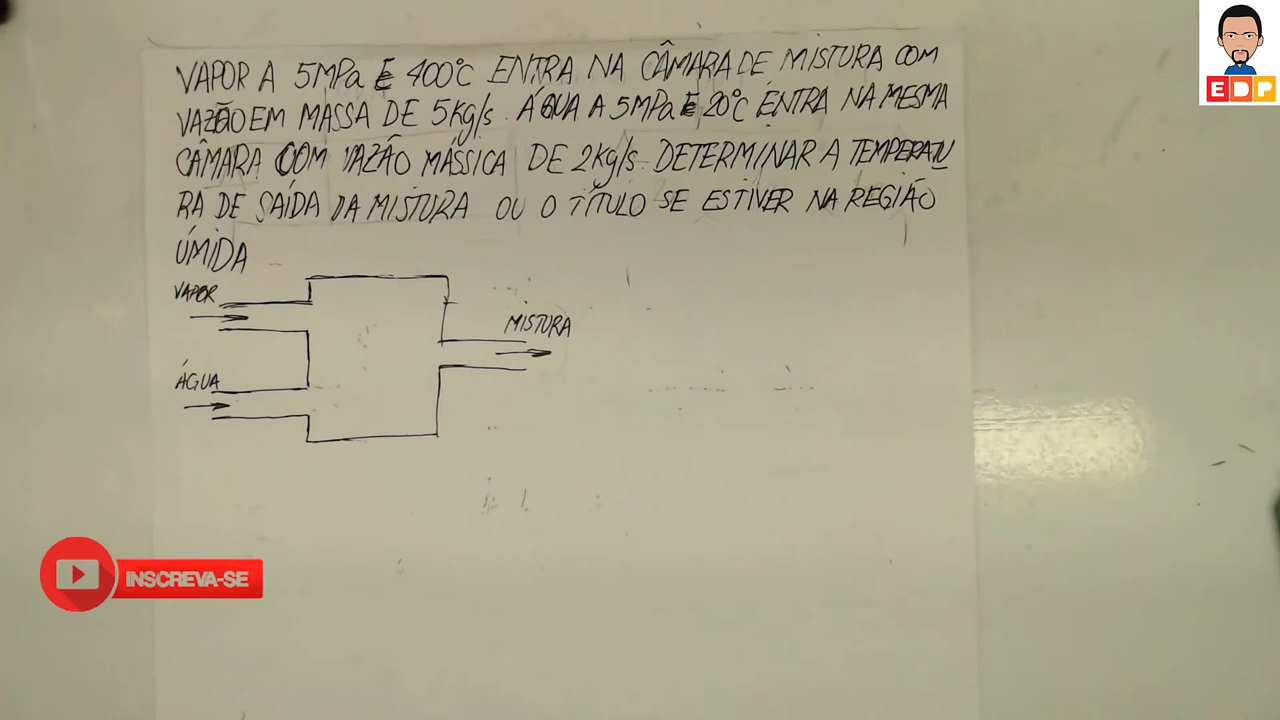 VAPOR A 5MPa E 400°C ENTRA NA CÂMARA DE MISTURA COM
VAZÃO EM MASSA DE 5Kg/s. ÁGUA A 5MPa E 20°C ENTRA NA MESMA
CÂMARA COM VAZÃO MÁSSICA DE 2Kg/s. DETERMINAR A TEMPERATU
RA DE SAÍDA DA MISTURA OU O TÍTULO SE ESTIVER NA REGIÃO
ÚMIDA
VAPOR
MISTURA
ÁGUA
EDP
INSCREVA-SE